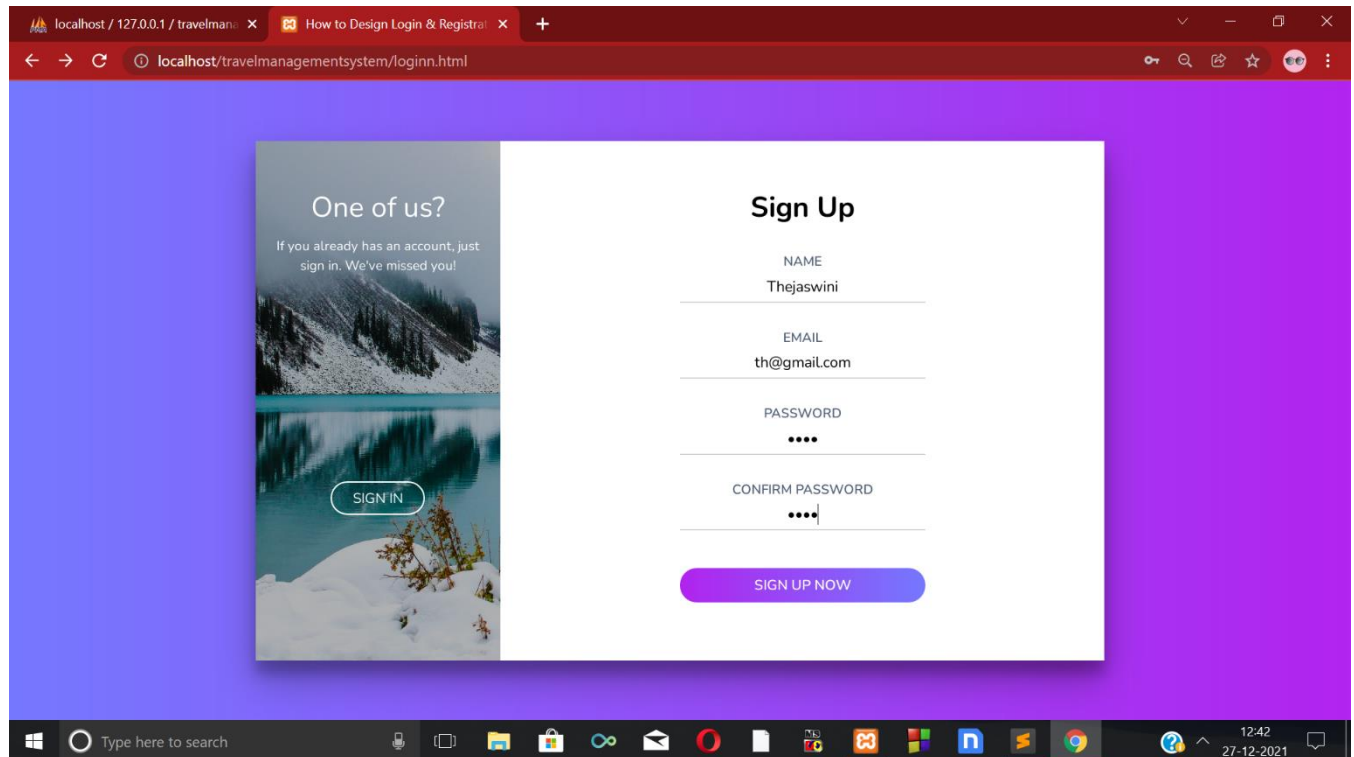 localhost / 127.0.0.1 / travelmana
How to Design Login & Registrat
localhost/travelmanagementsystem/loginn.html
One of us?
If you already has an account, just
sign in. We've missed you!
SIGN IN
Sign Up
NAME
Thejaswini
EMAIL
th@gmail.com
PASSWORD
••••
CONFIRM PASSWORD
••••
SIGN UP NOW
Type here to search
12:42
27-12-2021